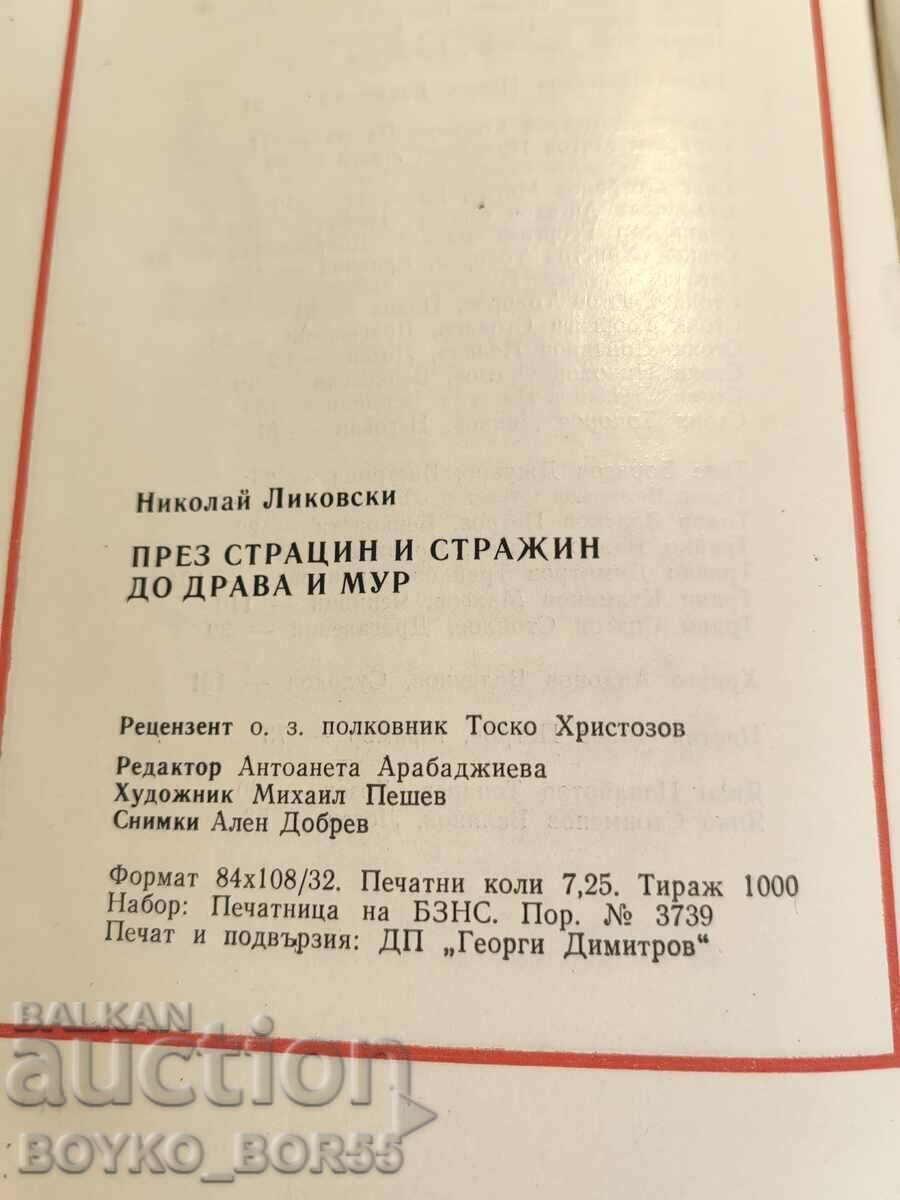 Николай Ликовски
ПРЕЗ СТРАЦИН И СТРАЖИН
ДО ДРАВА И МУР
Рецензент о. з. полковник Тоско Христозов
Редактор Антоанета Арабаджиева
Художник Михаил Пешев
Снимки Ален Добрев
Формат 84х108/32. Печатни коли 7,25. Тираж 1000
Набор: Печатница на БЗНС. Пор. № 3739
Печат и подвързия: ДП „Георги Димитров“
BALKAN
auction
BOYKO_BOR55